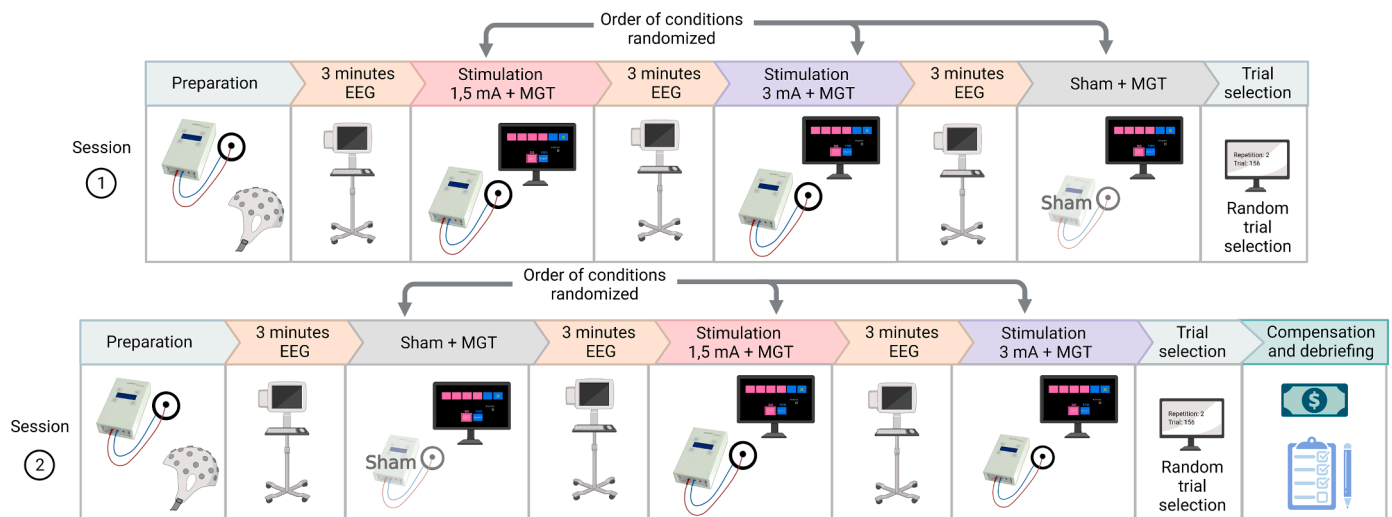 Order of conditions
randomized
Preparation
3 minutes
EEG
Stimulation
1,5 mA + MGT
3 minutes
EEG
Stimulation
3 mA + MGT
3 minutes
EEG
Sham + MGT
Trial
selection
Session
1
Sham
Repetition: 2
Trial: 156
Random
trial
selection
Order of conditions
randomized
Preparation
3 minutes
EEG
Sham + MGT
3 minutes
EEG
Stimulation
1,5 mA + MGT
3 minutes
EEG
Stimulation
3 mA + MGT
Trial
selection
Compensation
and debriefing
Session
2
Sham
Repetition: 2
Trial: 156
Random
trial
selection
$